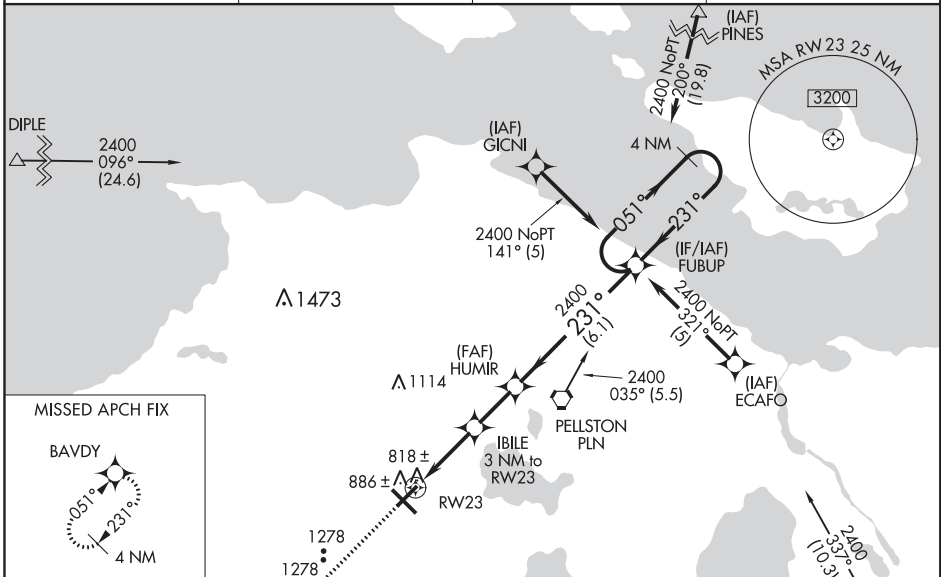 (IAF)
PINES
2400 NoPT
200°
(19.8)
MSA RW23 25 NM
3200
DIPLE
2400
096°
(24.6)
(IAF)
GICNI
4 NM
2400 NoPT
141° (5)
051°
231°
(IF/IAF)
FUBUP
2400 NoPT
321°
(5)
2400
231°
(6.1)
1473
(FAF)
HUMIR
1114
2400
035° (5.5)
(IAF)
ECAFO
PELLSTON
PLN
MISSED APCH FIX
BAVDY
051°
231°
4 NM
IBILE
3 NM to
RW23
818 ±
886 ±
RW23
1278
1278
2400
337°
(10.3)